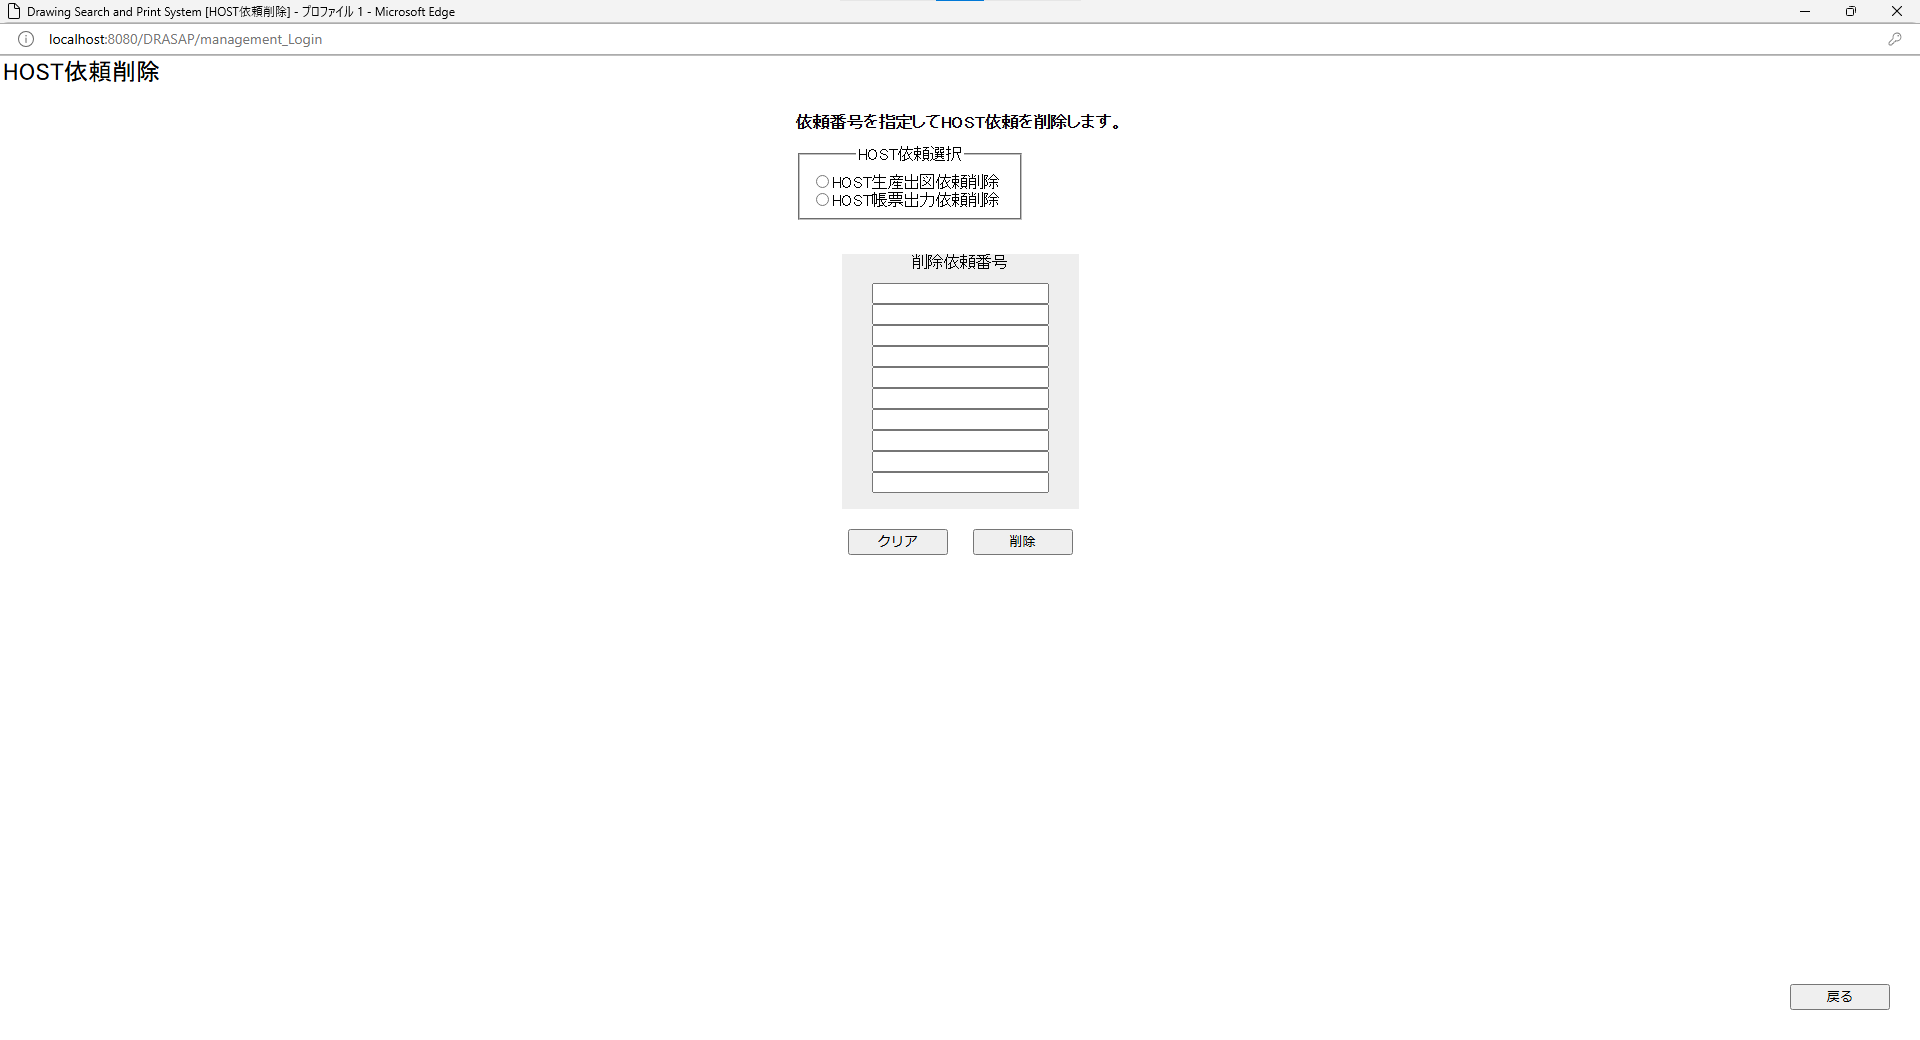 Drawing Search and Print System [HOST依頼削除] - プロファイル 1 - Microsoft Edge
localhost:8080/DRASAP/management_Login
HOST依頼削除
依頼番号を指定してHOST依頼を削除します。
HOST依頼選択
HOST生産出図依頼削除
HOST帳票出力依頼削除
削除依頼番号
クリア
削除
戻る